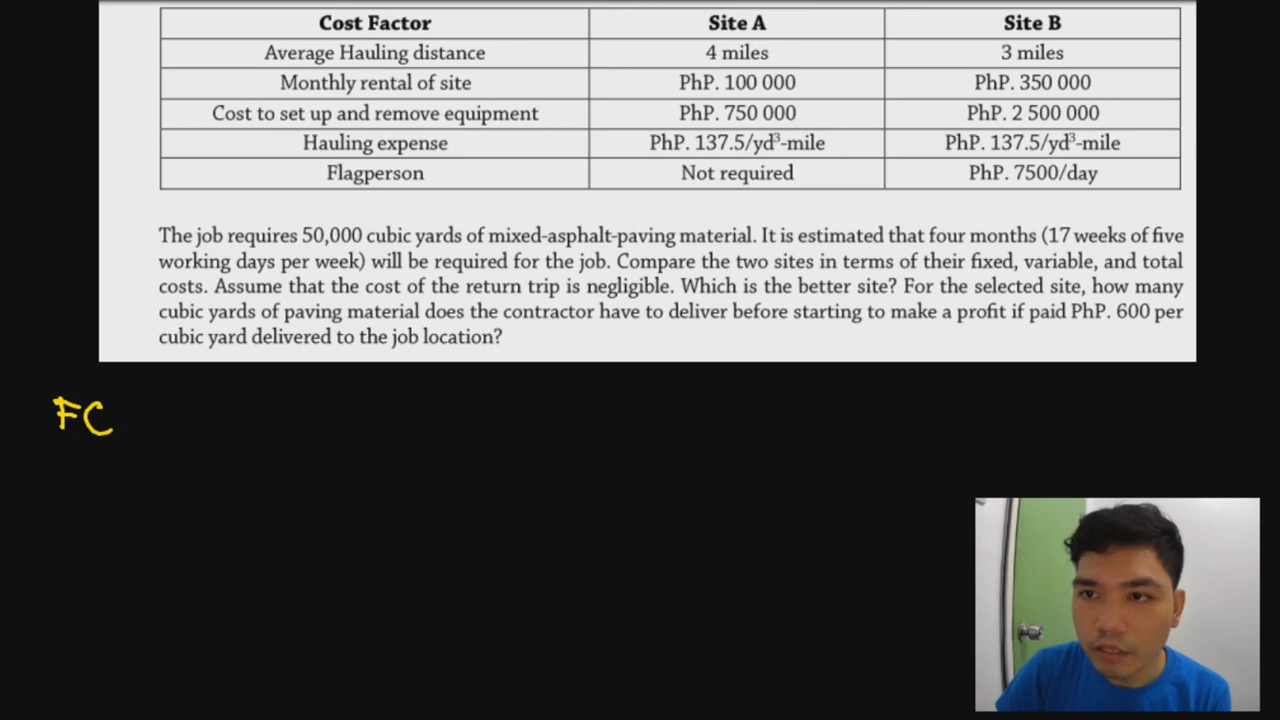 Cost Factor Site A Site B
Average Hauling distance 4 miles 3 miles
Monthly rental of site PhP. 100 000 PhP. 350 000
Cost to set up and remove equipment PhP. 750 000 PhP. 2 500 000
Hauling expense PhP. 137.5/yd³-mile PhP. 137.5/yd³-mile
Flagperson Not required PhP. 7500/day
The job requires 50,000 cubic yards of mixed-asphalt-paving material. It is estimated that four months (17 weeks of five
working days per week) will be required for the job. Compare the two sites in terms of their fixed, variable, and total
costs. Assume that the cost of the return trip is negligible. Which is the better site? For the selected site, how many
cubic yards of paving material does the contractor have to deliver before starting to make a profit if paid PhP. 600 per
cubic yard delivered to the job location?
FC